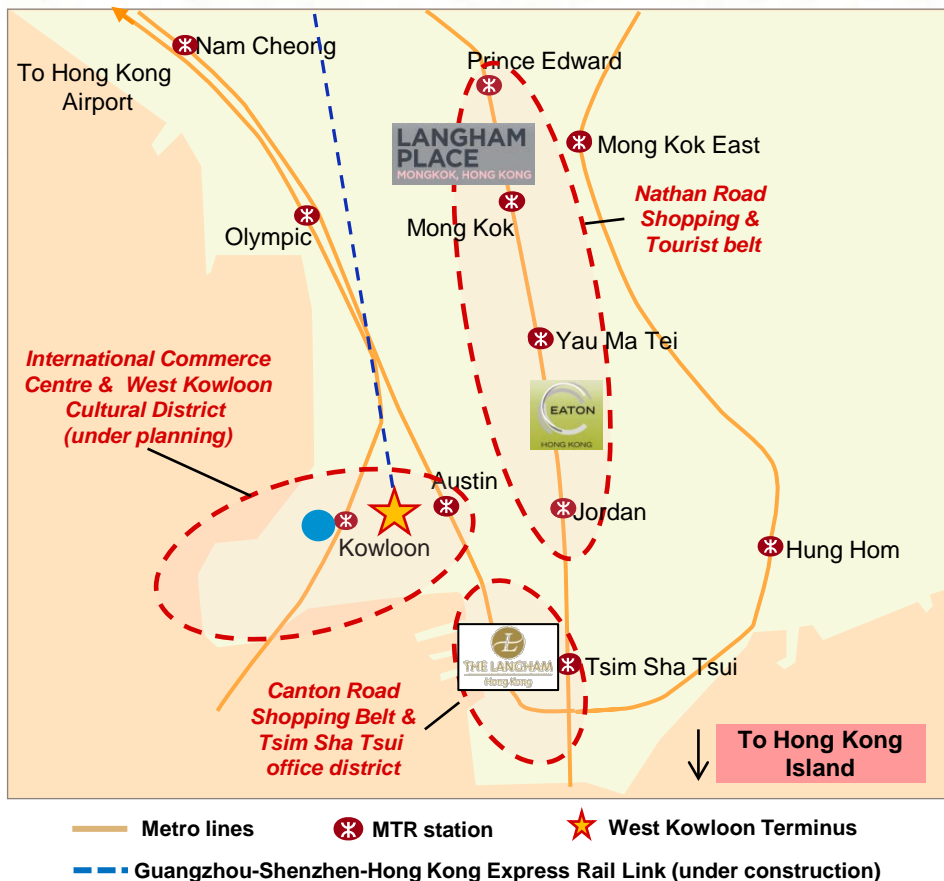 Nam Cheong
To Hong Kong
Airport
Prince Edward
LANGHAM
PLACE
MONGKOK, HONG KONG
Mong Kok East
Nathan Road
Shopping &
Tourist belt
Mong Kok
Olympic
Yau Ma Tei
International Commerce
Centre & West Kowloon
Cultural District
(under planning)
EATON
HONG KONG
Austin
Jordan
Kowloon
Hung Hom
L
THE LANGHAM
Hong Kong
Tsim Sha Tsui
Canton Road
Shopping Belt &
Tsim Sha Tsui
office district
To Hong Kong
Island
Metro lines
MTR station
West Kowloon Terminus
Guangzhou-Shenzhen-Hong Kong Express Rail Link (under construction)